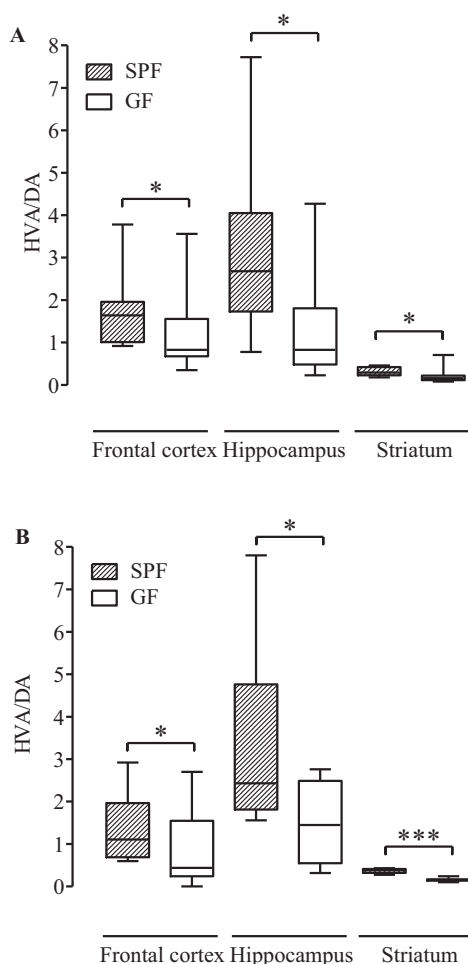 A
8
SPF
7
GF
6
5
4
3
2
1
0
HVA/DA
*
*
*
Frontal cortex
Hippocampus
Striatum
B
8
SPF
7
GF
6
5
4
3
2
1
0
HVA/DA
*
*
***
Frontal cortex
Hippocampus
Striatum